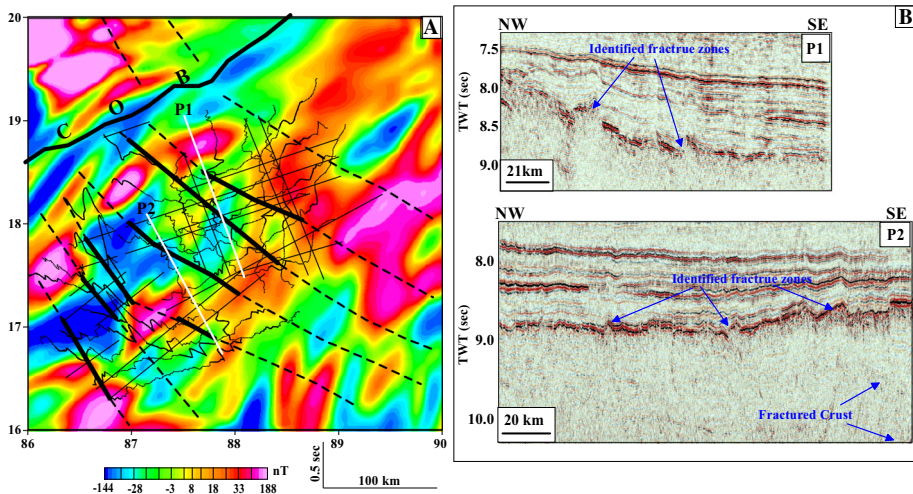 A
20
19
18
17
16
86
87
88
89
90
C O B
P1
P2
nT
-144 -28 -3 8 18 33 188
0.5 sec
100 km
B
NW
SE
P1
Identified fractrue zones
TWT (sec)
7.5
8.0
8.5
9.0
21km
NW
SE
P2
Identified fractrue zones
TWT (sec)
8.0
9.0
10.0
20 km
Fractured Crust